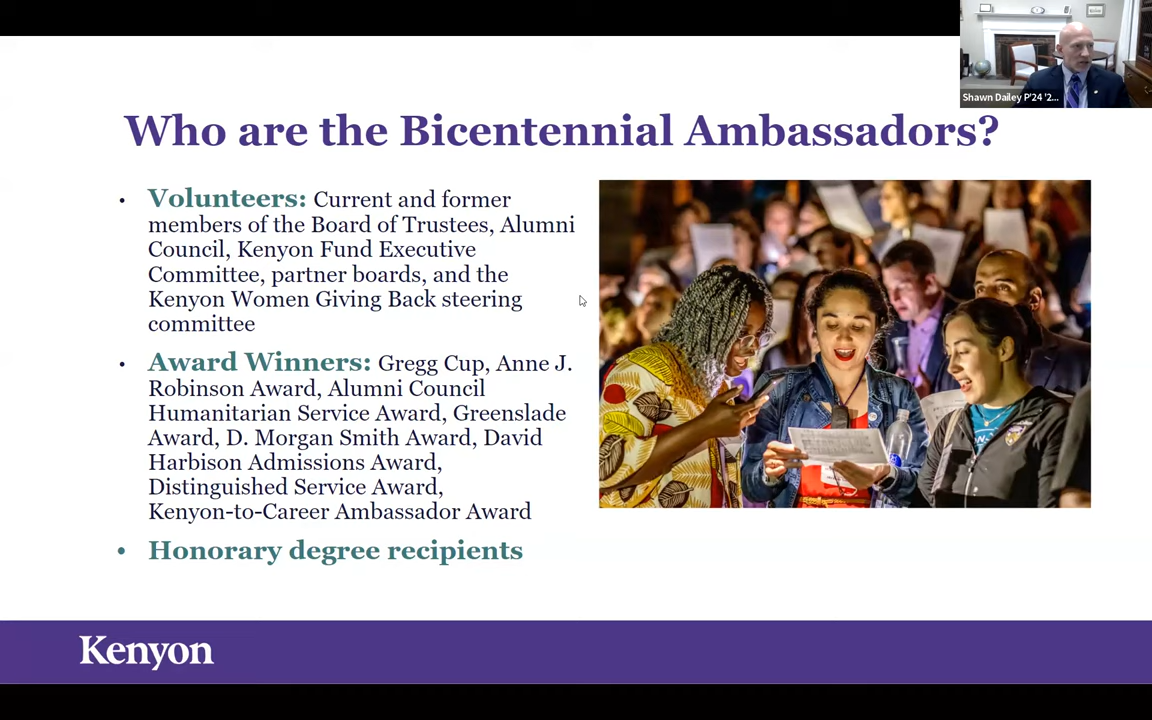 Shawn Dailey P'24 '2...
Who are the Bicentennial Ambassadors?
• Volunteers: Current and former
members of the Board of Trustees, Alumni
Council, Kenyon Fund Executive
Committee, partner boards, and the
Kenyon Women Giving Back steering
committee
• Award Winners: Gregg Cup, Anne J.
Robinson Award, Alumni Council
Humanitarian Service Award, Greenslade
Award, D. Morgan Smith Award, David
Harbison Admissions Award,
Distinguished Service Award,
Kenyon-to-Career Ambassador Award
• Honorary degree recipients
Kenyon